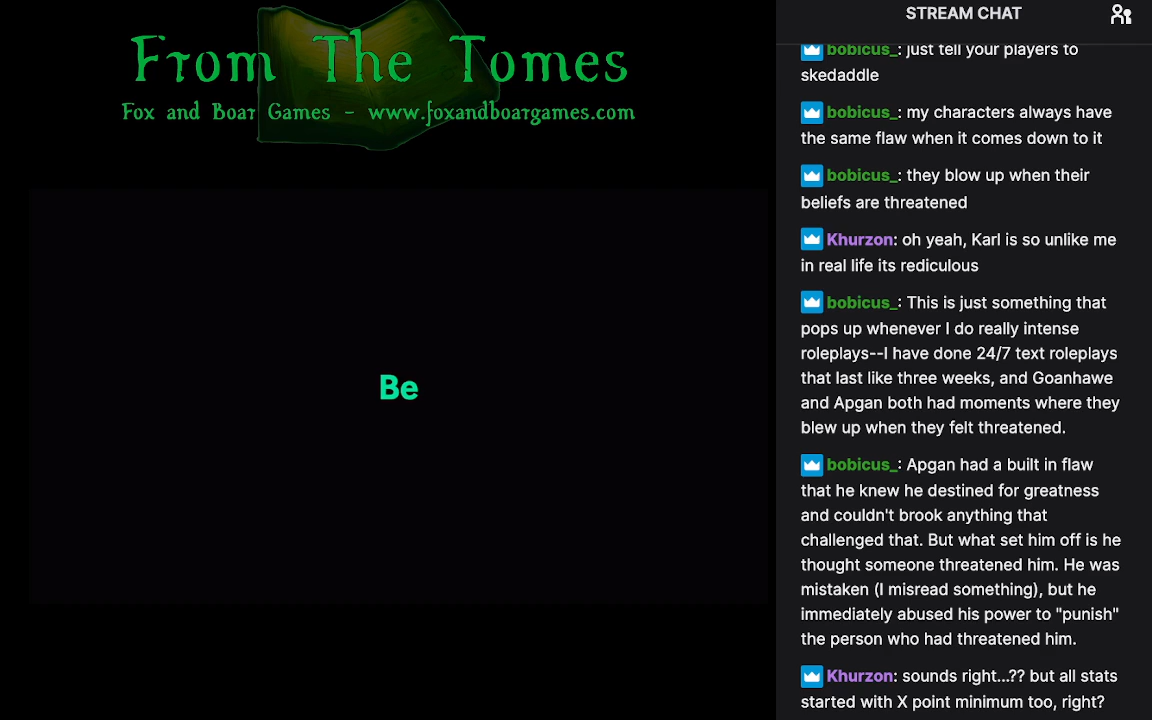 From The Tomes
Fox and Boar Games - www.foxandboargames.com
Be
STREAM CHAT
bobicus_: just tell your players to
skedaddle
bobicus_: my characters always have
the same flaw when it comes down to it
bobicus_: they blow up when their
beliefs are threatened
Khurzon: oh yeah, Karl is so unlike me
in real life its rediculous
bobicus_: This is just something that
pops up whenever I do really intense
roleplays--I have done 24/7 text roleplays
that last like three weeks, and Goanhawe
and Apgan both had moments where they
blew up when they felt threatened.
bobicus_: Apgan had a built in flaw
that he knew he destined for greatness
and couldn't brook anything that
challenged that. But what set him off is he
thought someone threatened him. He was
mistaken (I misread something), but he
immediately abused his power to "punish"
the person who had threatened him.
Khurzon: sounds right...?? but all stats
started with X point minimum too, right?